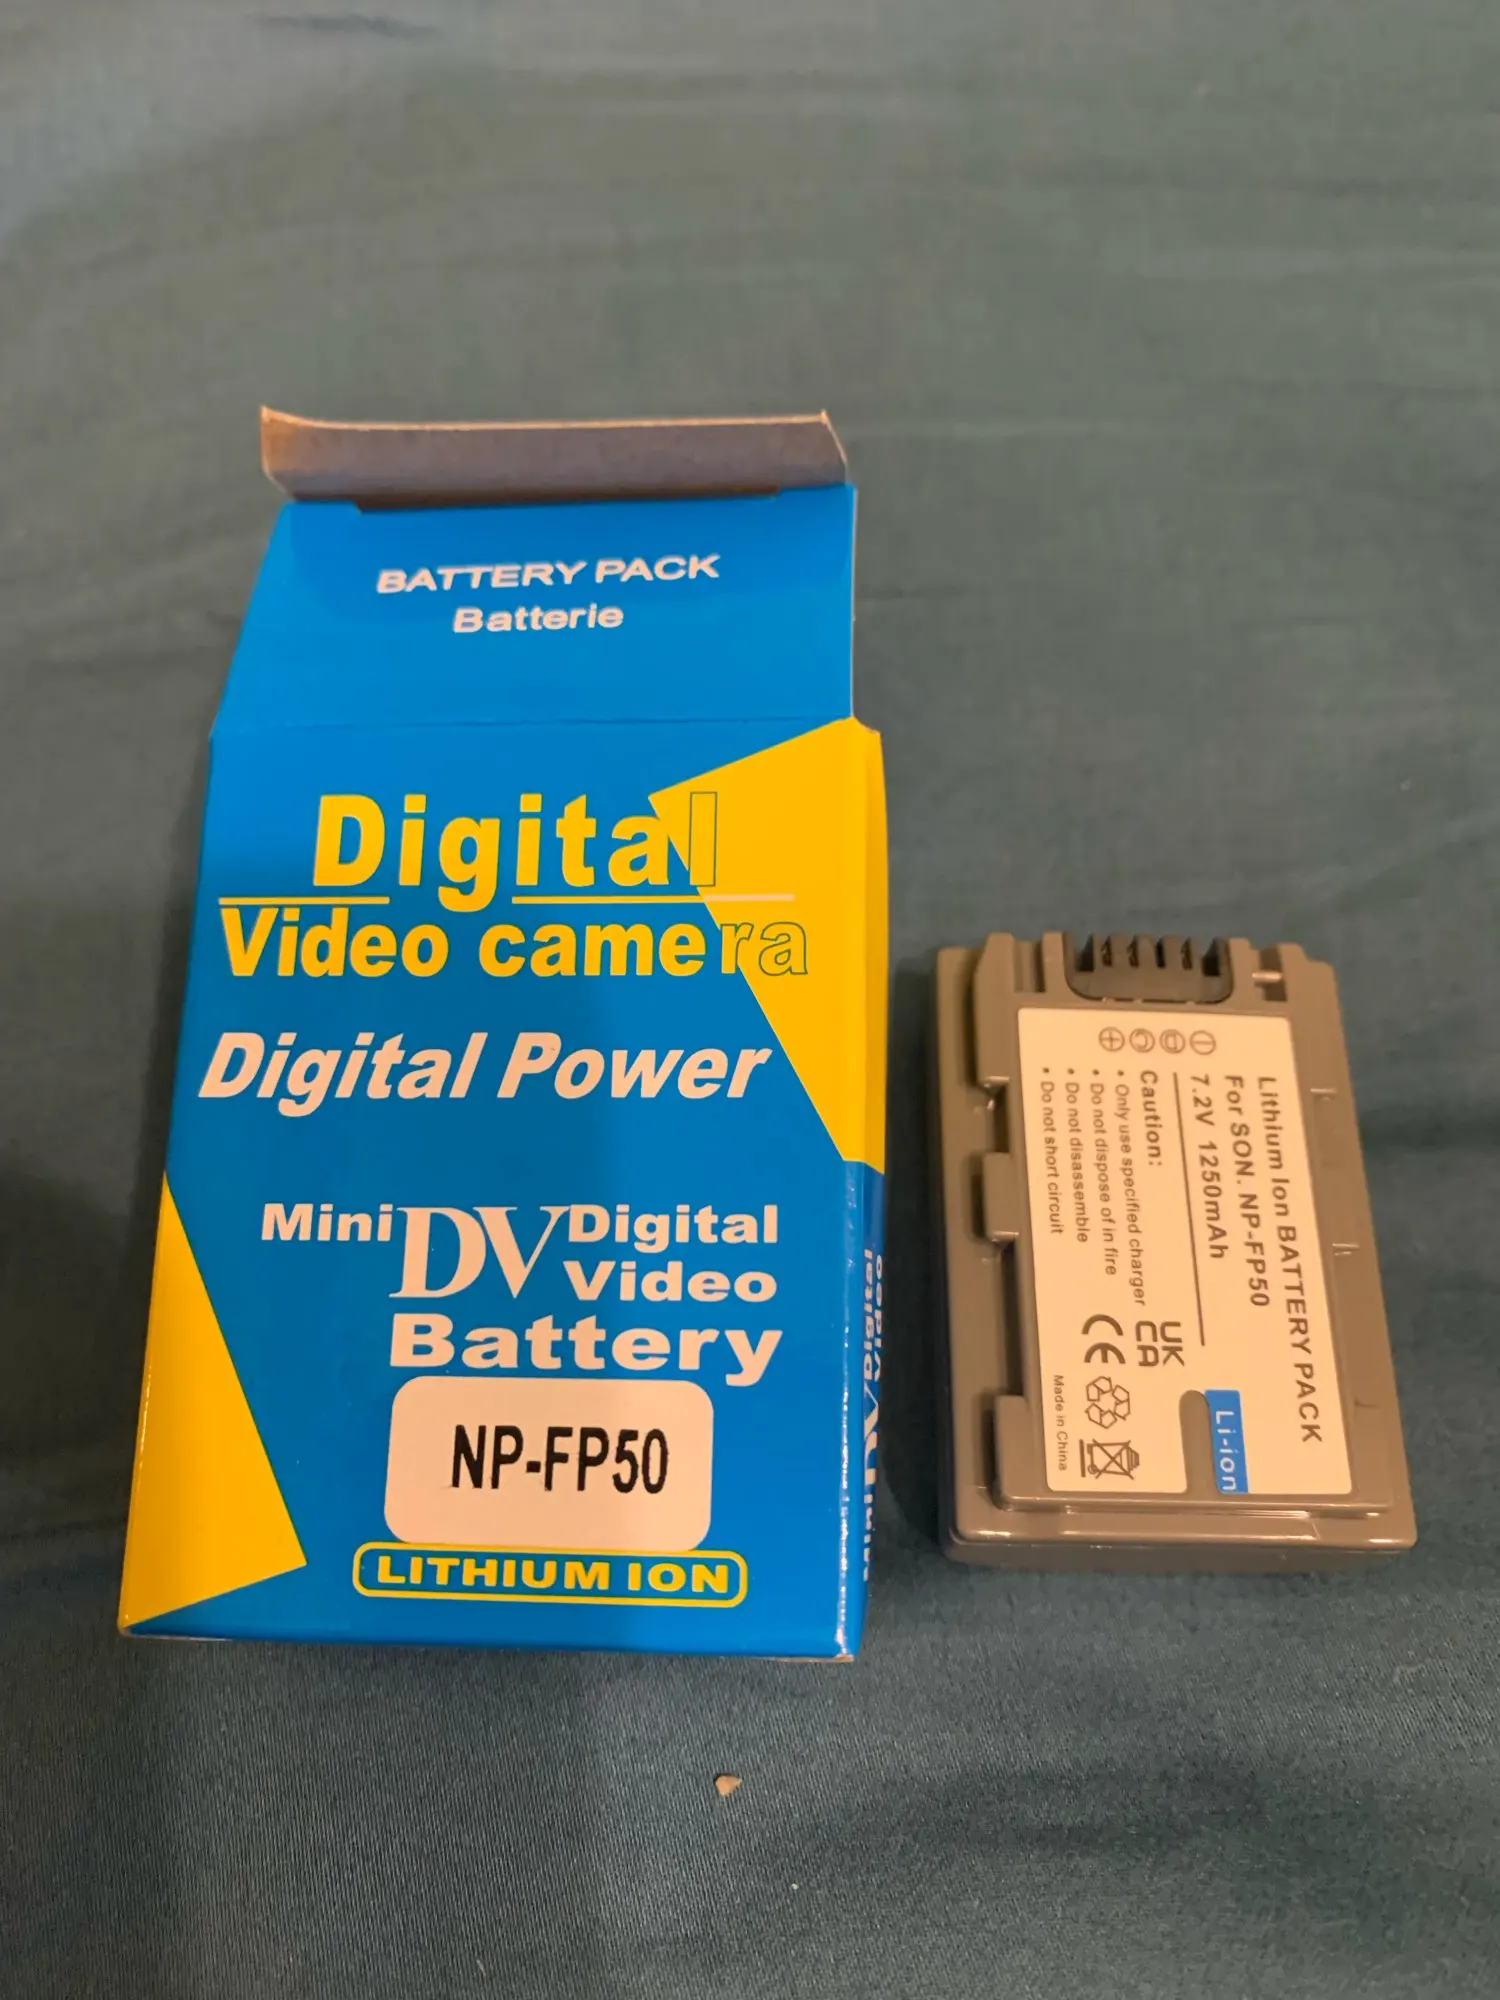 BATTERY PACK
Batterie
Digital
Video camera
Digital Power
Mini DV Digital
Video
Battery
NP-FP50
LITHIUM ION
Digital
Video
Lithium Ion BATTERY PACK
For SON. NP-FP50
7.2V 1250mAh
Li-ion
Caution:
• Only use specified charger
• Do not dispose of in fire
• Do not disassemble
• Do not short circuit
UK
CA
CE
Made in China